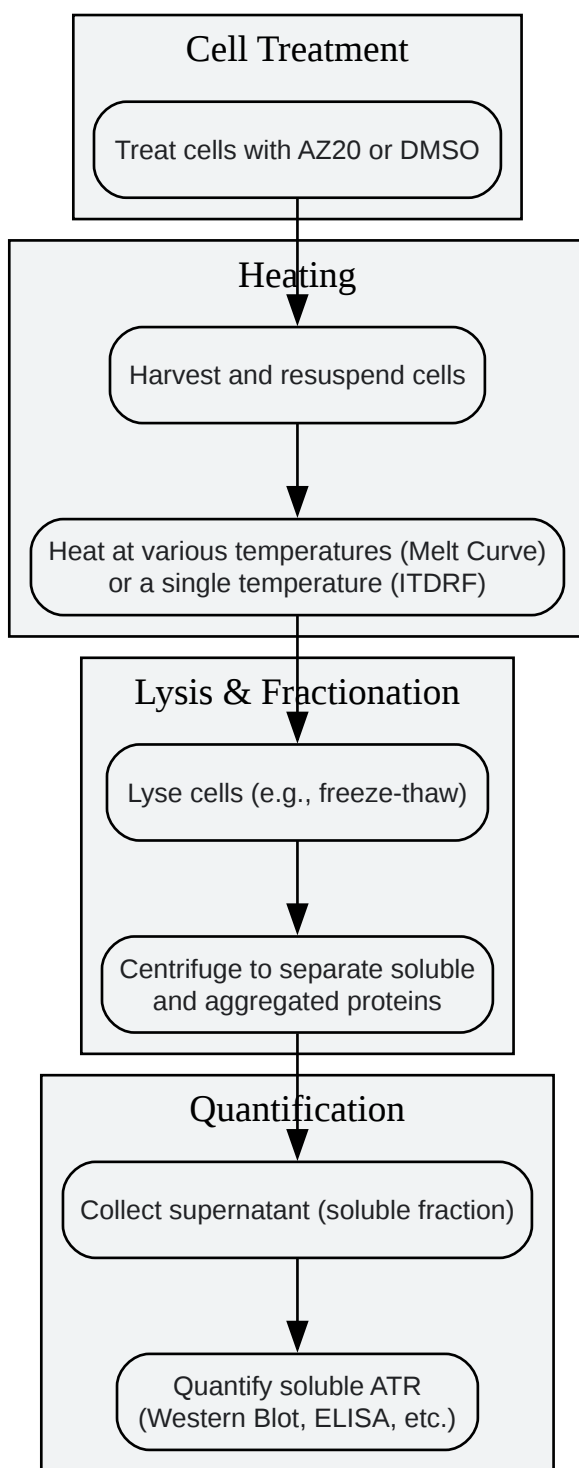 Cell Treatment
Treat cells with AZ20 or DMSO
Heating
Harvest and resuspend cells
Heat at various temperatures (Melt Curve)
or a single temperature (ITDRF)
Lysis & Fractionation
Lyse cells (e.g., freeze-thaw)
Centrifuge to separate soluble
and aggregated proteins
Quantification
Collect supernatant (soluble fraction)
Quantify soluble ATR
(Western Blot, ELISA, etc.)